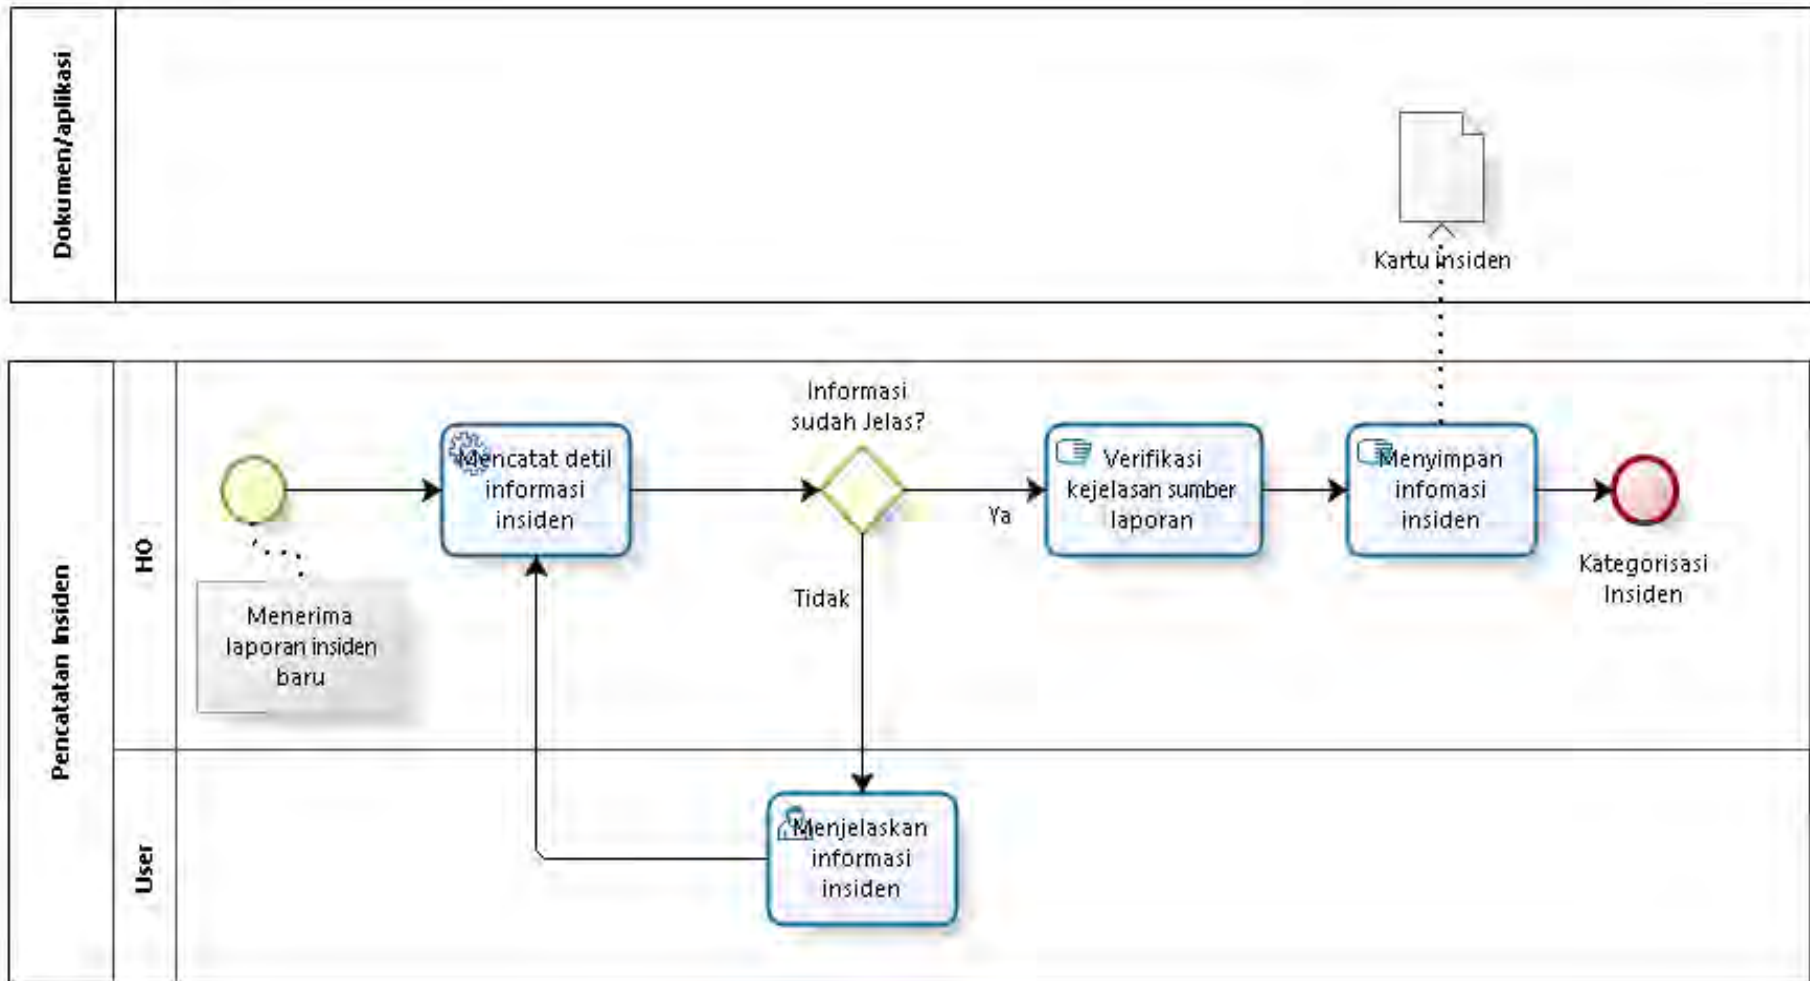 Dokumen/aplikasi
Kartu insiden
Pencatatan Insiden
HO
Menerima
laporan insiden
baru
Mencatat detil
informasi
insiden
Informasi
sudah Jelas?
Ya
Tidak
Verifikasi
kejelasan sumber
laporan
Menyimpan
infomasi
insiden
Kategorisasi
Insiden
User
Menjelaskan
informasi
insiden